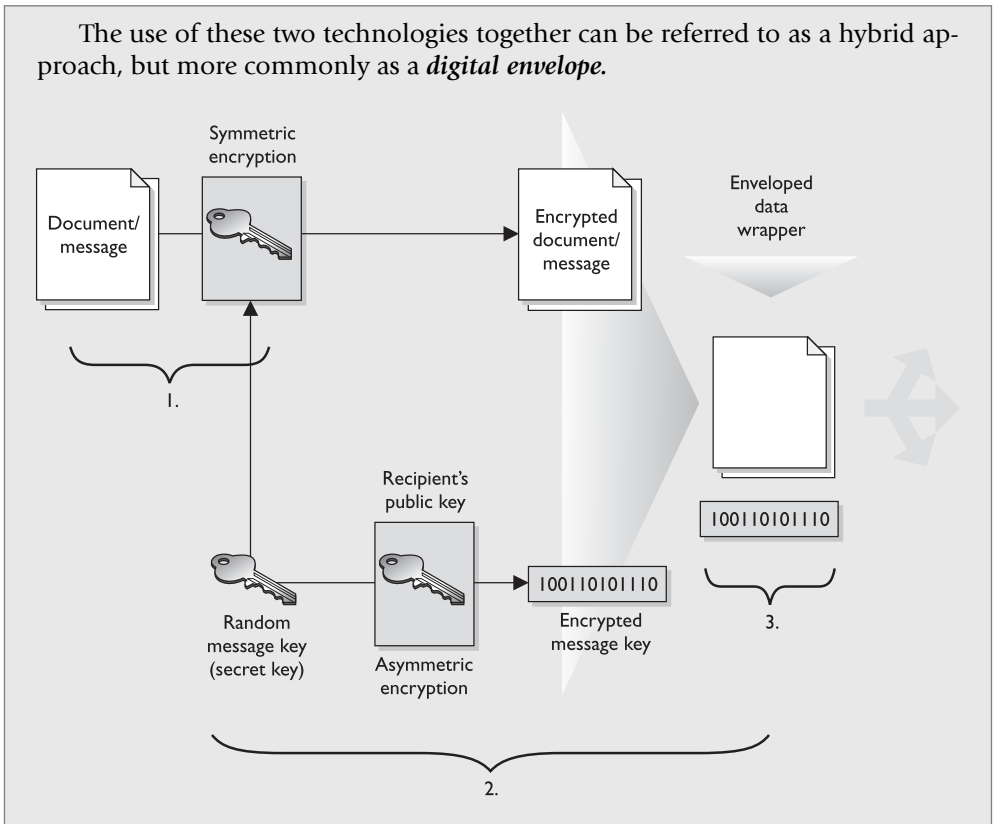 The use of these two technologies together can be referred to as a hybrid ap-
proach, but more commonly as a digital envelope.
Symmetric
encryption
Document/
message
Encrypted
document/
message
Enveloped
data
wrapper
1.
Recipient's
public key
100110101110
Random
message key
(secret key)
Asymmetric
encryption
100110101110
Encrypted
message key
3.
2.